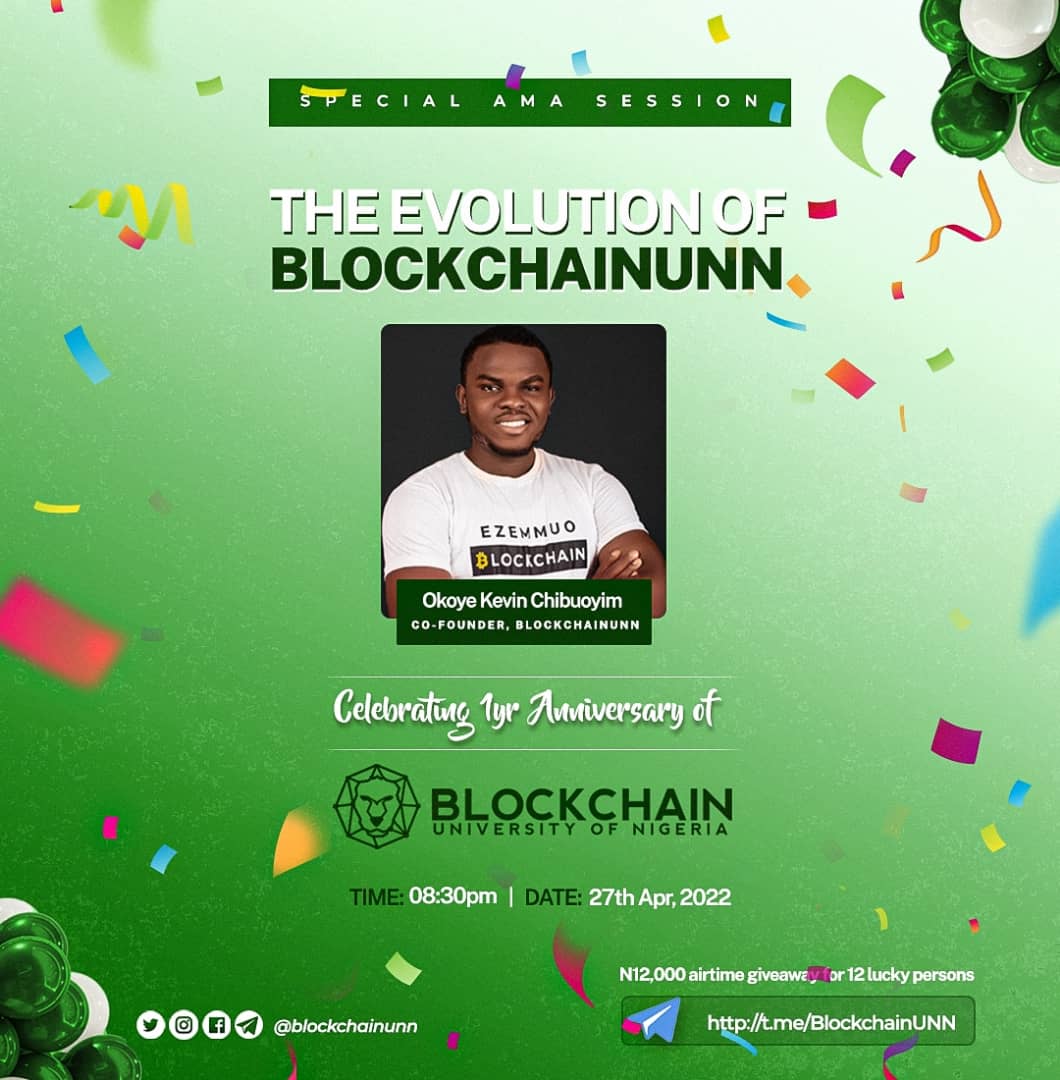 SPECIAL AMA SESSION
THE EVOLUTION OF
BLOCKCHAINUNN
EZEMMUO
BLOCKCHAIN
Okoye Kevin Chibuoyim
CO-FOUNDER, BLOCKCHAINUNN
Celebrating 1yr Anniversary of
BLOCKCHAIN
UNIVERSITY OF NIGERIA
TIME: 08:30pm | DATE: 27th Apr, 2022
N12,000 airtime giveaway for 12 lucky persons
@blockchainunn
http://t.me/BlockchainUNN